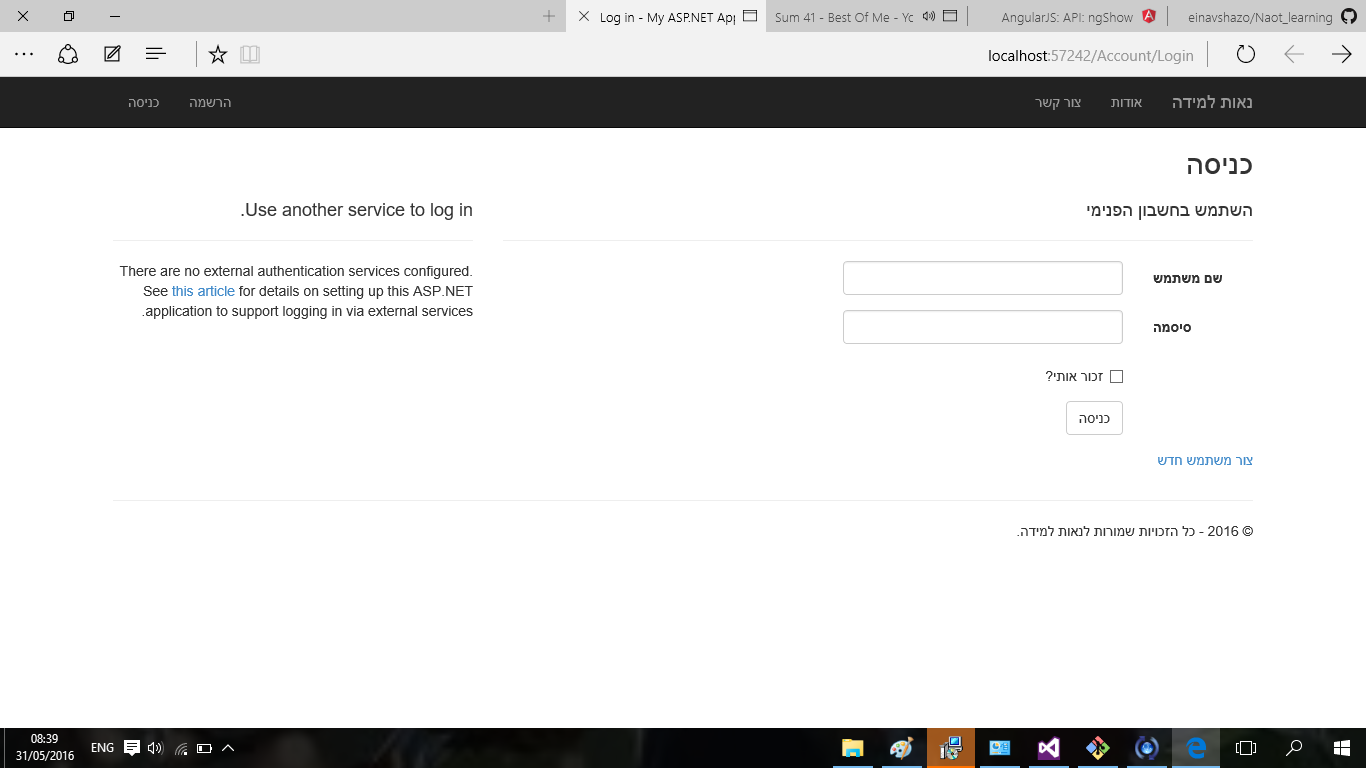 Log in - My ASP.NET App
Sum 41 - Best Of Me - Yo
AngularJS: API: ngShow
einavshazo/Naot_learning
localhost:57242/Account/Login
נאות למידה
אודות
צור קשר
הרשמה
כניסה
כניסה
השתמש בחשבון הפנימי
שם משתמש
סיסמה
זכור אותי?
כניסה
צור משתמש חדש
Use another service to log in.
There are no external authentication services configured.
See this article for details on setting up this ASP.NET
application to support logging in via external services.
© 2016 - כל הזכויות שמורות לנאות למידה.
ENG
08:39
31/05/2016